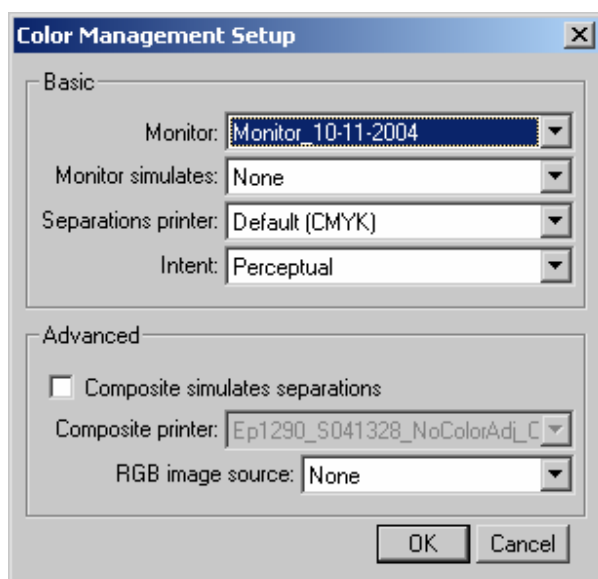 Color Management Setup
Basic
Monitor: Monitor_10-11-2004
Monitor simulates: None
Separations printer: Default (CMYK)
Intent: Perceptual
Advanced
Composite simulates separations
Composite printer: Ep1290_S041328_NoColorAdj_C
RGB image source: None
OK Cancel